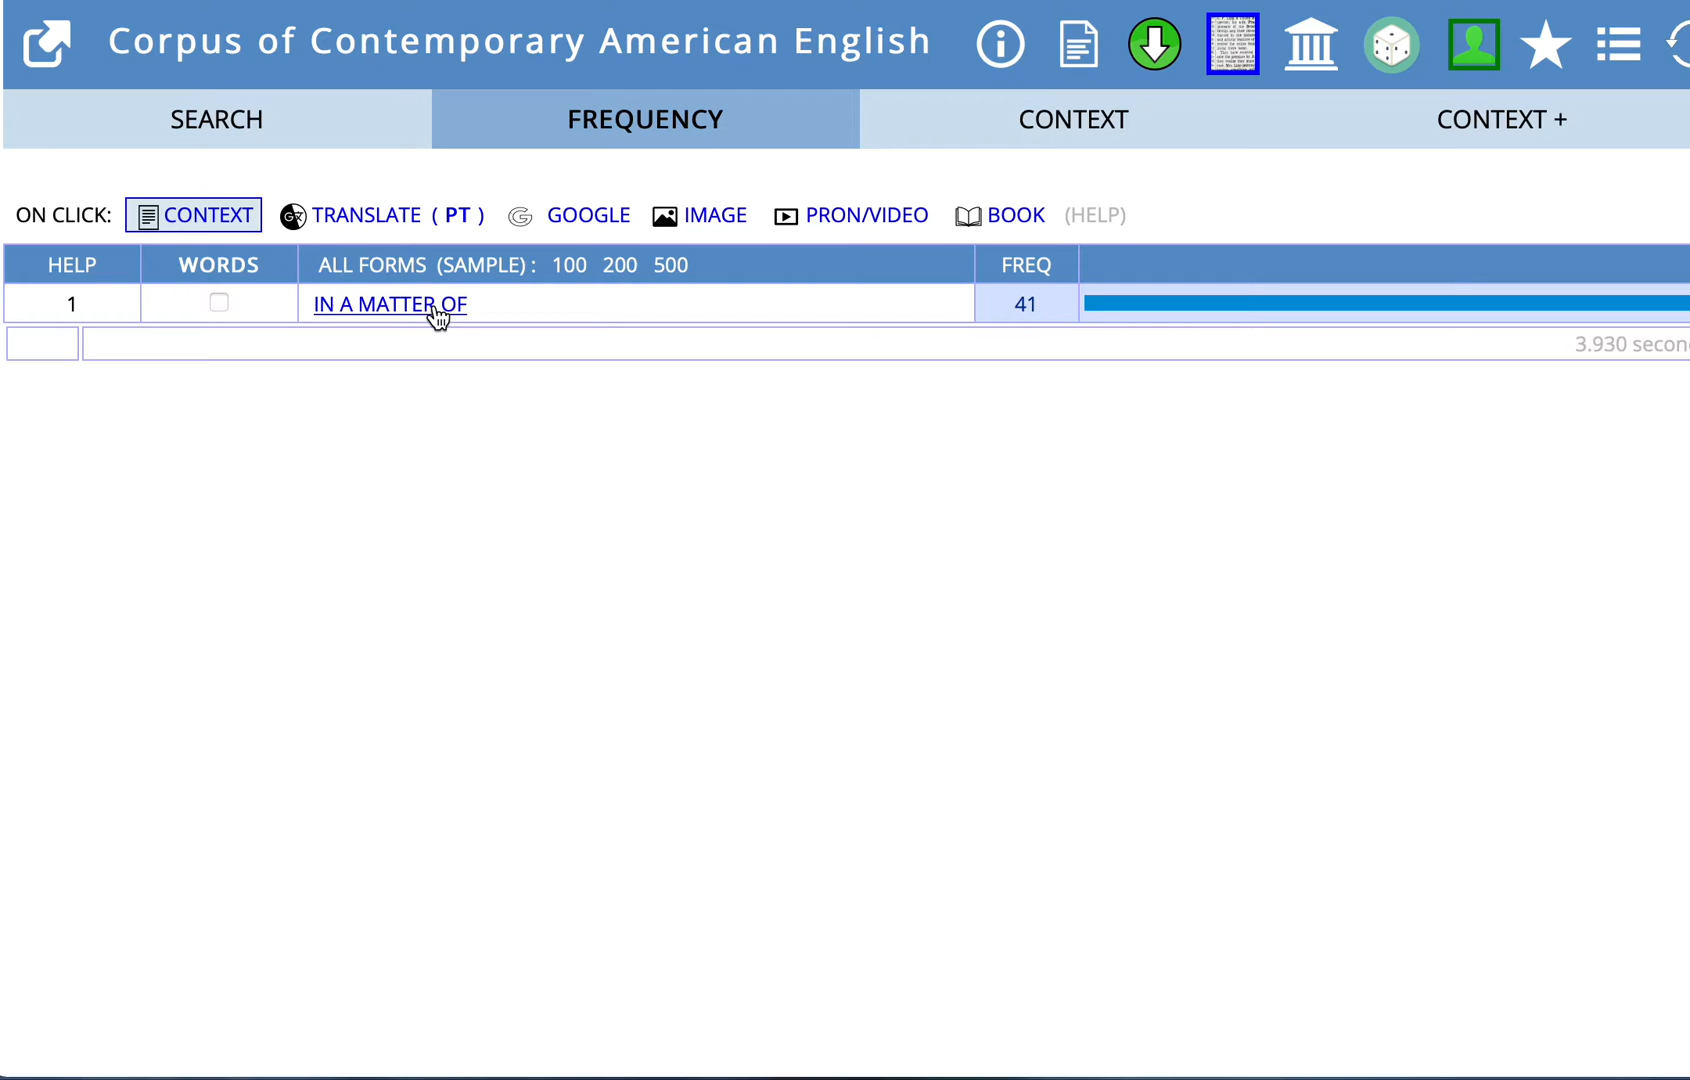 Corpus of Contemporary American English
SEARCH FREQUENCY CONTEXT CONTEXT +
ON CLICK: CONTEXT TRANSLATE ( PT ) GOOGLE IMAGE PRON/VIDEO BOOK (HELP)
HELP WORDS ALL FORMS (SAMPLE) : 100 200 500 FREQ
1 IN A MATTER OF 41
3.930